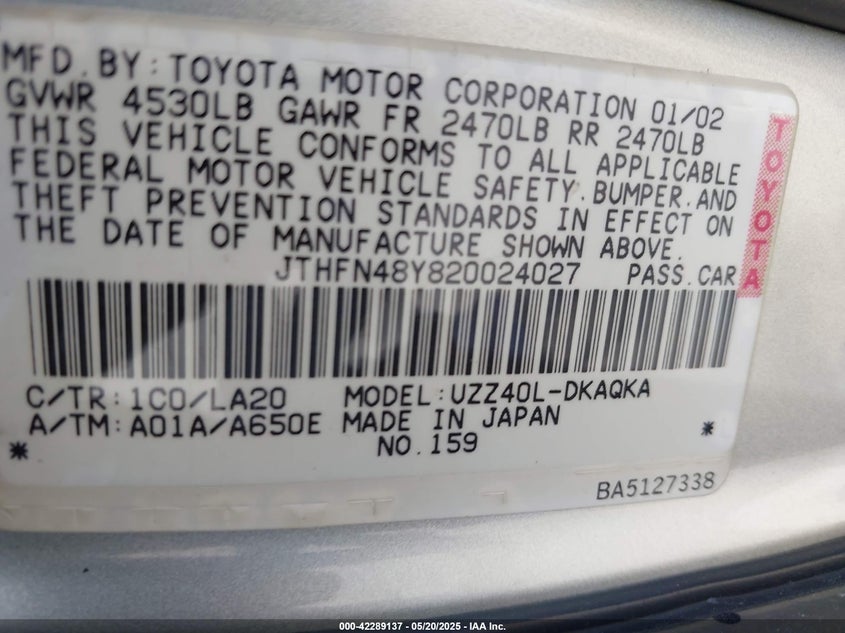 MFD. BY: TOYOTA MOTOR CORPORATION 01/02
GVWR 4530LB GAWR FR 2470LB RR 2470LB
THIS VEHICLE CONFORMS TO ALL APPLICABLE
FEDERAL MOTOR VEHICLE SAFETY. BUMPER. AND
THEFT PREVENTION STANDARDS IN EFFECT ON
THE DATE OF MANUFACTURE SHOWN ABOVE.
JTHFN48Y820024027 PASS. CAR
TOYOTA
C/TR: 1C0/LA20 MODEL: UZZ40L-DKAQKA
A/TM: A01A/A650E MADE IN JAPAN
* NO. 159 *
BA5127338
000-42289137 - 05/20/2025 - IAA Inc.